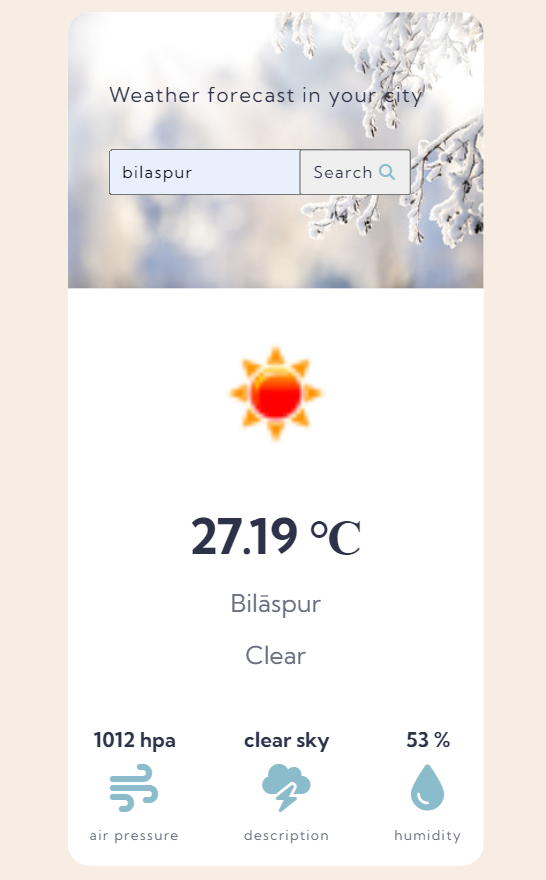 Weather forecast in your city
bilaspur Search
27.19 °C
Bilāspur
Clear
1012 hpa clear sky 53 %
air pressure description humidity